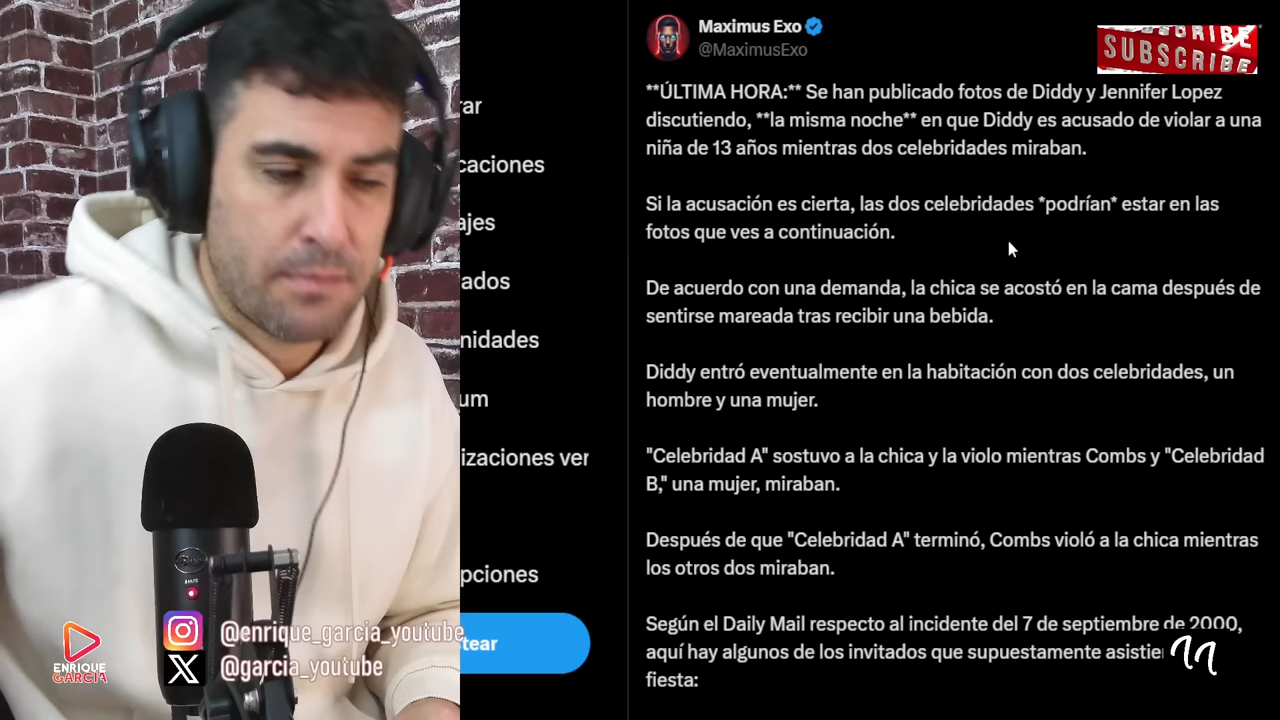 Maximus Exo
@MaximusExo
SUBSCRIBE
**ÚLTIMA HORA:** Se han publicado fotos de Diddy y Jennifer Lopez
discutiendo, **la misma noche** en que Diddy es acusado de violar a una
niña de 13 años mientras dos celebridades miraban.
Si la acusación es cierta, las dos celebridades *podrían* estar en las
fotos que ves a continuación.
De acuerdo con una demanda, la chica se acostó en la cama después de
sentirse mareada tras recibir una bebida.
Diddy entró eventualmente en la habitación con dos celebridades, un
hombre y una mujer.
"Celebridad A" sostuvo a la chica y la violo mientras Combs y "Celebridad
B," una mujer, miraban.
Después de que "Celebridad A" terminó, Combs violó a la chica mientras
los otros dos miraban.
Según el Daily Mail respecto al incidente del 7 de septiembre de 2000,
aquí hay algunos de los invitados que supuestamente asistier
fiesta:
rar
caciones
ajes
ados
nidades
um
izaciones ver
pciones
tear
MUTE
@enrique_garcia_youtube
@garcia_youtube
ENRIQUE
GARCIA